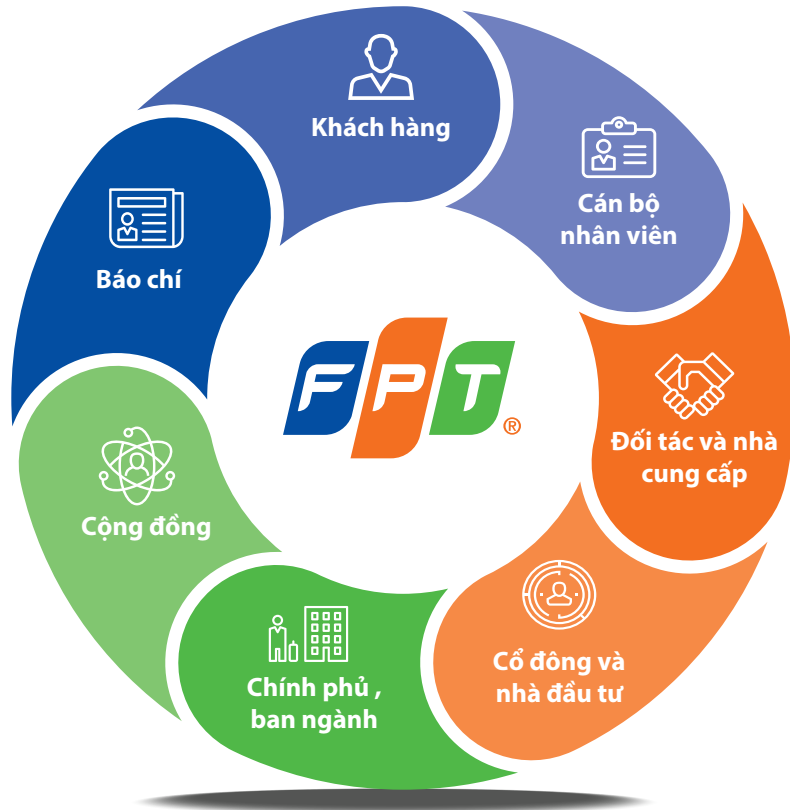 Khách hàng
Cán bộ
nhân viên
Báo chí
FPT®
Đối tác và nhà
cung cấp
Cộng đồng
Cổ đông và
nhà đầu tư
Chính phủ ,
ban ngành